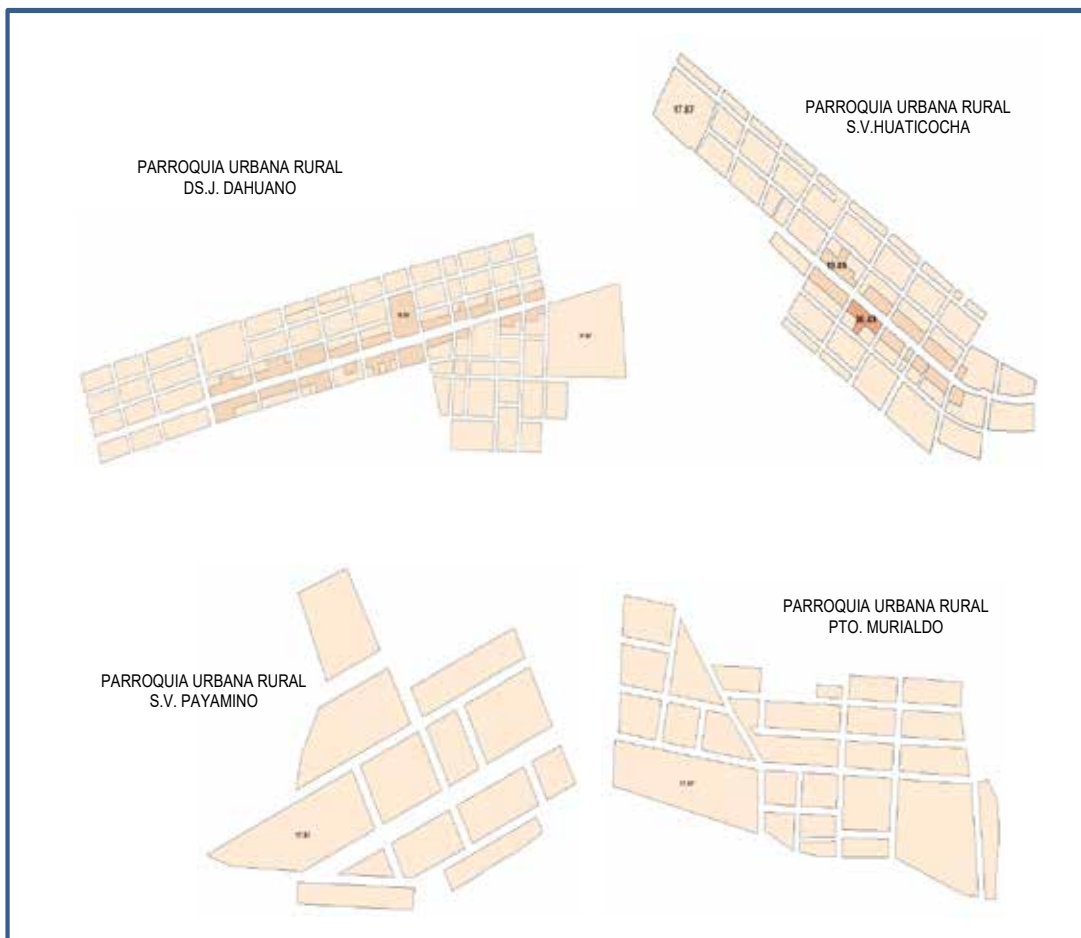 PARROQUIA URBANA RURAL
S.V.HUATICOCHA
17.87
PARROQUIA URBANA RURAL
DS.J. DAHUANO
PARROQUIA URBANA RURAL
PTO. MURIALDO
PARROQUIA URBANA RURAL
S.V. PAYAMINO